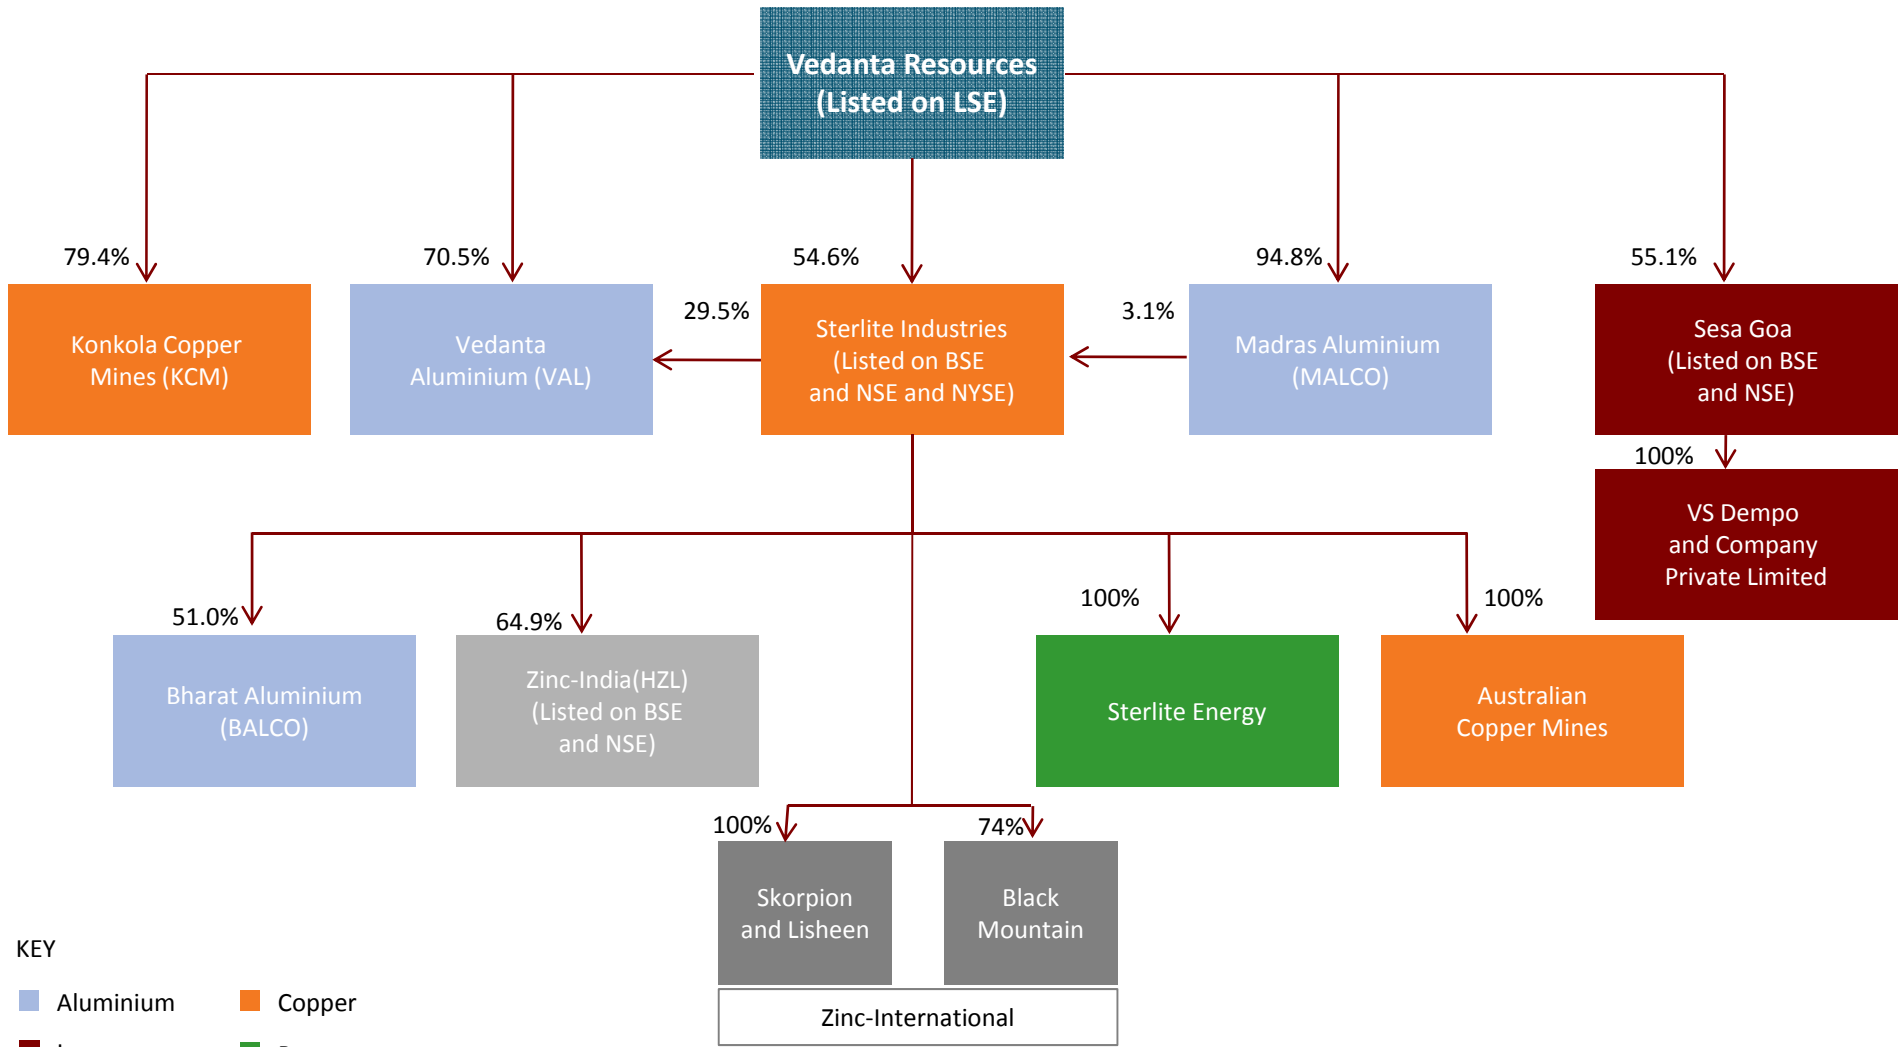 Vedanta Resources
(Listed on LSE)
79.4%
70.5%
54.6%
94.8%
55.1%
Konkola Copper
Mines (KCM)
Vedanta
Aluminium (VAL)
29.5%
Sterlite Industries
(Listed on BSE
and NSE and NYSE)
3.1%
Madras Aluminium
(MALCO)
Sesa Goa
(Listed on BSE
and NSE)
100%
VS Dempo
and Company
Private Limited
51.0%
64.9%
100%
100%
Bharat Aluminium
(BALCO)
Zinc-India(HZL)
(Listed on BSE
and NSE)
Sterlite Energy
Australian
Copper Mines
100%
74%
Skorpion
and Lisheen
Black
Mountain
Zinc-International
KEY
Aluminium
Copper